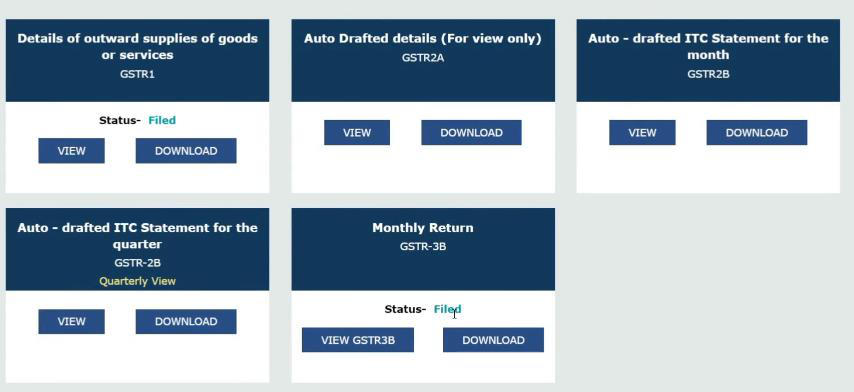 Details of outward supplies of goods
or services
GSTR1
Status- Filed
VIEW
DOWNLOAD
Auto Drafted details (For view only)
GSTR2A
VIEW
DOWNLOAD
Auto - drafted ITC Statement for the
month
GSTR2B
VIEW
DOWNLOAD
Auto - drafted ITC Statement for the
quarter
GSTR-2B
Quarterly View
VIEW
DOWNLOAD
Monthly Return
GSTR-3B
Status- Filed
VIEW GSTR3B
DOWNLOAD